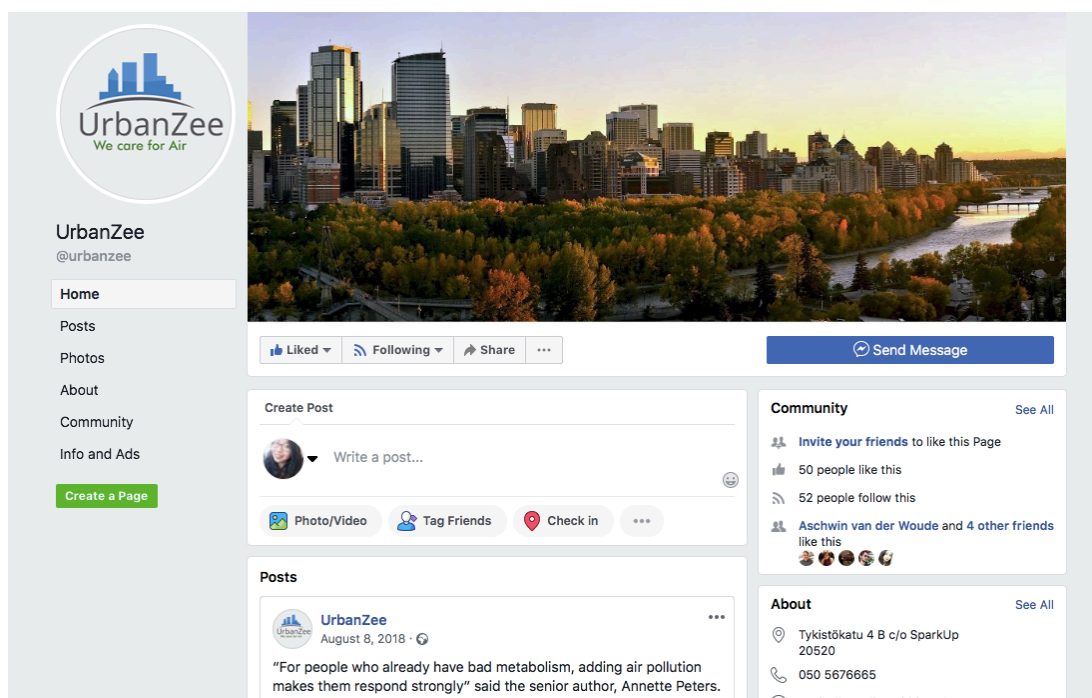 UrbanZee
We care for Air
UrbanZee
@urbanzee
Home
Posts
Photos
About
Community
Info and Ads
Create a Page
Liked
Following
Share
Send Message
Create Post
Write a post...
Photo/Video
Tag Friends
Check in
Posts
UrbanZee
UrbanZee
August 8, 2018 ·
“For people who already have bad metabolism, adding air pollution
makes them respond strongly” said the senior author, Annette Peters.
Community
See All
Invite your friends to like this Page
50 people like this
52 people follow this
Aschwin van der Woude and 4 other friends
like this
About
See All
Tykistökatu 4 B c/o SparkUp
20520
050 5676665